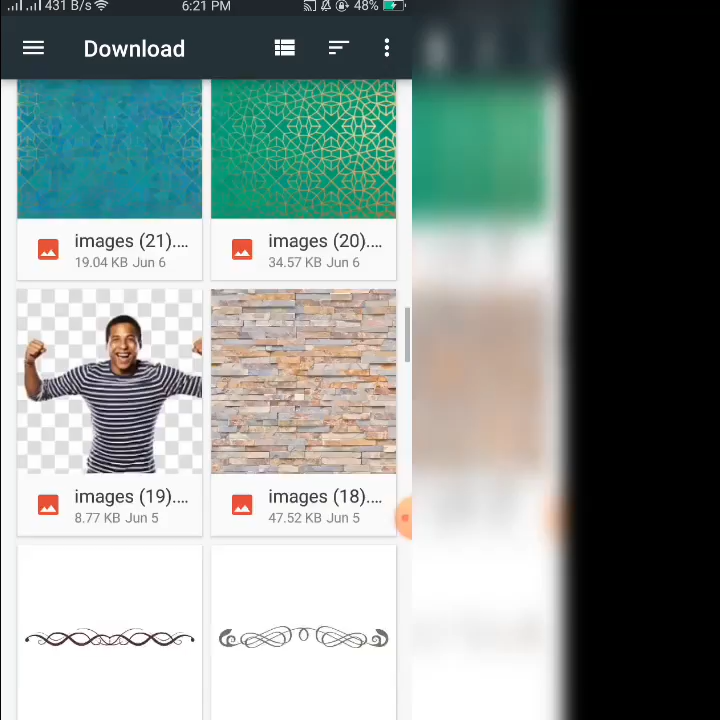 431 B/s 6:21 PM 48%
Download
images (21).... images (20)....
19.04 KB Jun 6 34.57 KB Jun 6
images (19).... images (18)....
8.77 KB Jun 5 47.52 KB Jun 5